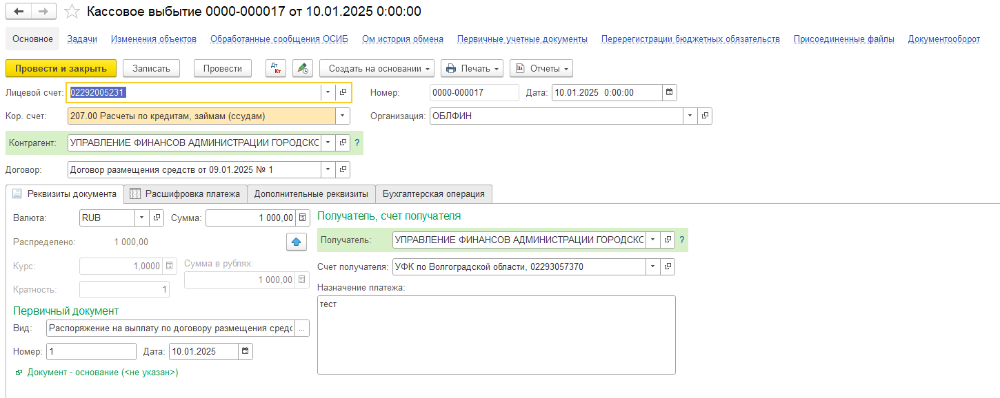 Кассовое выбытие 0000-000017 от 10.01.2025 0:00:00
Основное Задачи Изменения объектов Обработанные сообщения ОСИБ Ом история обмена Первичные учетные документы Перерегистрации бюджетных обязательств Присоединенные файлы Документооборот
Провести и закрыть Записать Провести Дт Кт Создать на основании Печать Отчеты
Лицевой счет: 02292005231 Номер: 0000-000017 Дата: 10.01.2025 0:00:00
Кор. счет: 207.00 Расчеты по кредитам, займам (ссудам) Организация: ОБЛФИН
Контрагент: УПРАВЛЕНИЕ ФИНАНСОВ АДМИНИСТРАЦИИ ГОРОДСКО ?
Договор: Договор размещения средств от 09.01.2025 № 1
Реквизиты документа Расшифровка платежа Дополнительные реквизиты Бухгалтерская операция
Валюта: RUB Сумма: 1 000,00
Распределено: 1 000,00
Курс: 1,0000 Сумма в рублях:
1 000,00
Кратность: 1
Первичный документ
Вид: Распоряжение на выплату по договору размещения средс ...
Номер: 1 Дата: 10.01.2025
Документ - основание (<не указан>)
Получатель, счет получателя
Получатель: УПРАВЛЕНИЕ ФИНАНСОВ АДМИНИСТРАЦИИ ГОРОДСКО ?
Счет получателя: УФК по Волгоградской области, 02293057370
Назначение платежа:
тест